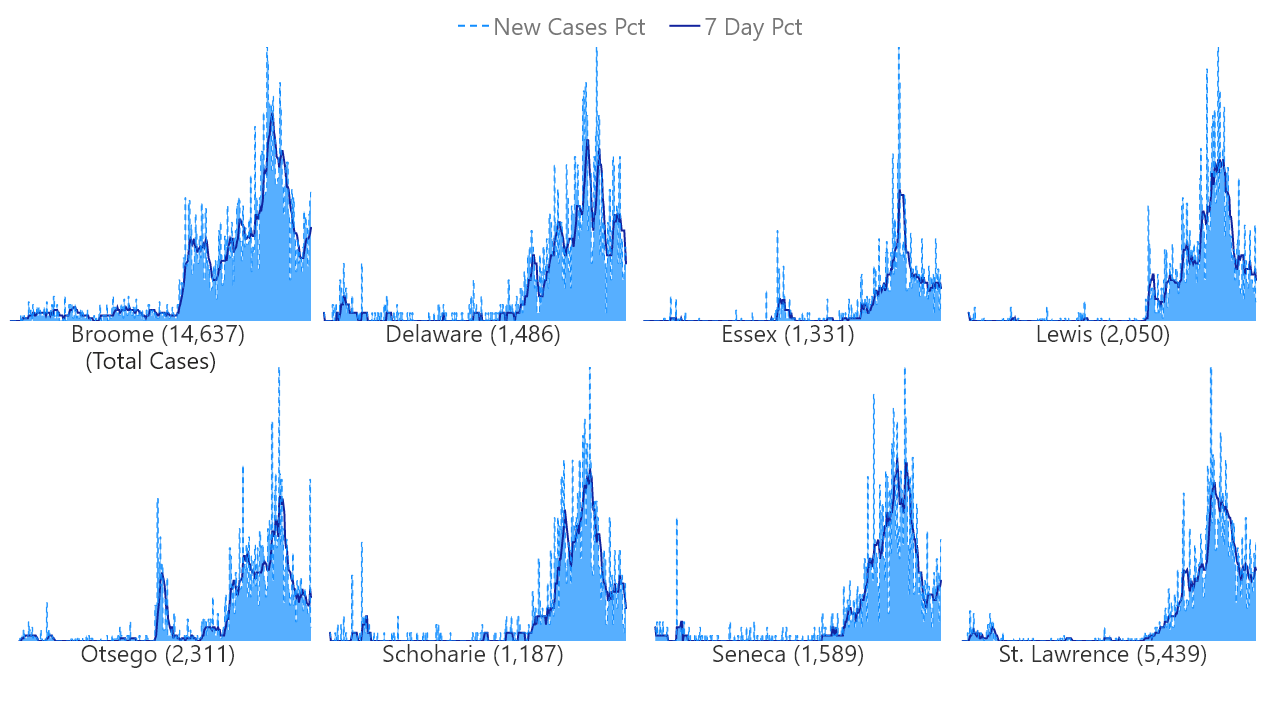 New Cases Pct 7 Day Pct
Broome (14,637)
(Total Cases)
Delaware (1,486)
Essex (1,331)
Lewis (2,050)
Otsego (2,311)
Schoharie (1,187)
Seneca (1,589)
St. Lawrence (5,439)